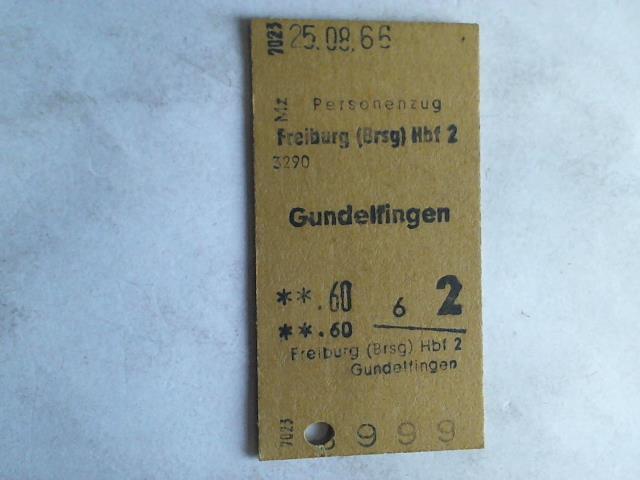 7023 25.08.66
Mz Personenzug
Freiburg (Brsg) Hbf 2
3290
Gundelfingen
**.60 6 2
**.60
Freiburg (Brsg) Hbf 2
Gundelfingen
7023 999